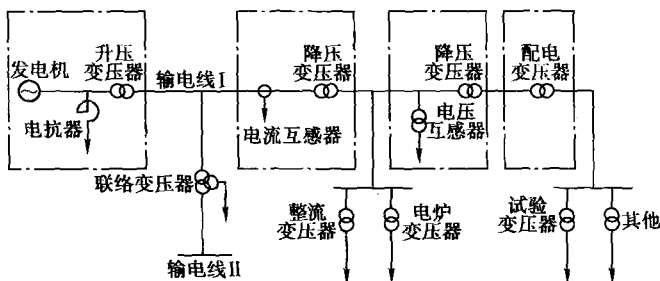 发电机
升压
变压器
输电线I
电抗器
联络变压器
输电线II
降压
变压器
电流互感器
降压
变压器
电压
互感器
配电
变压器
整流
变压器
电炉
变压器
试验
变压器
其他